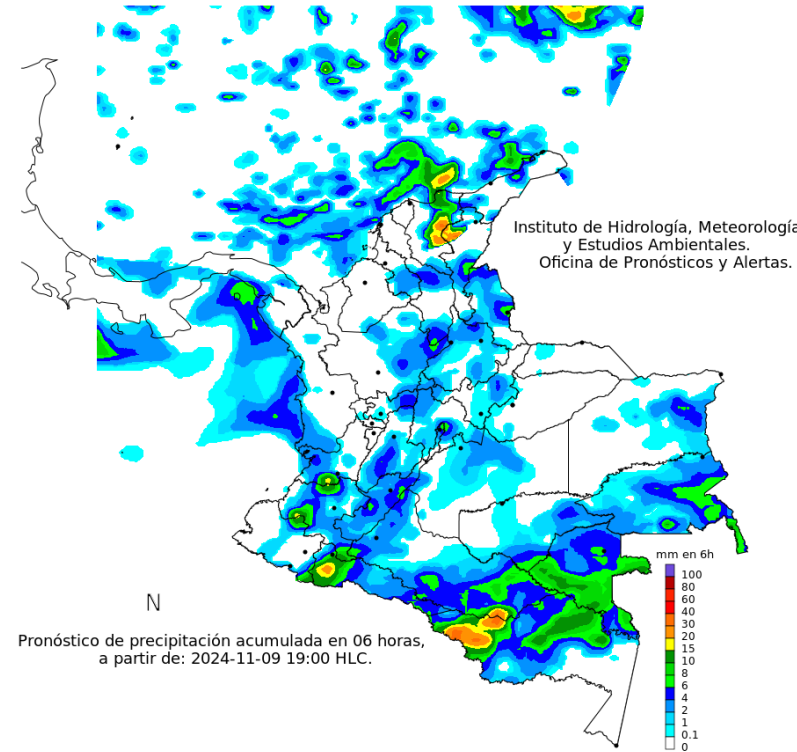 Instituto de Hidrología, Meteorología
y Estudios Ambientales.
Oficina de Pronósticos y Alertas.
mm en 6h
100
80
60
40
30
20
15
10
8
6
4
2
1
0.1
0
N
Pronóstico de precipitación acumulada en 06 horas,
a partir de: 2024-11-09 19:00 HLC.